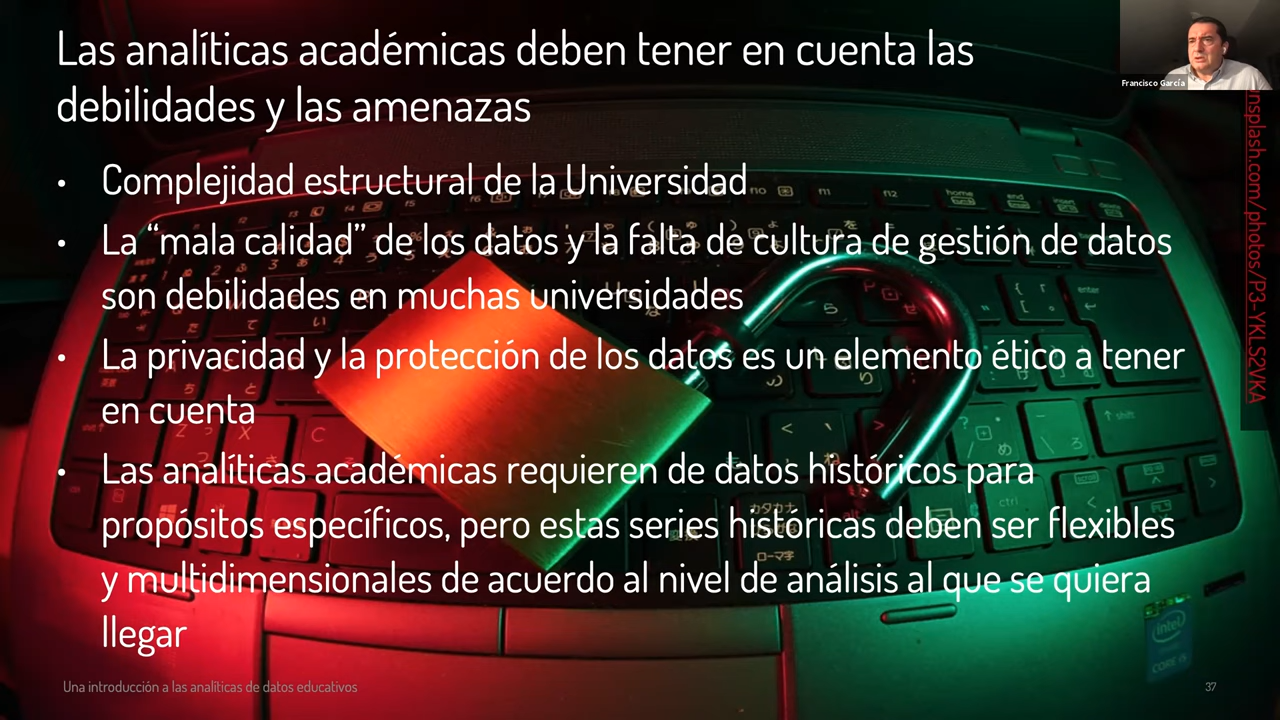 Las analíticas académicas deben tener en cuenta las
debilidades y las amenazas
Francisco García
• Complejidad estructural de la Universidad
• La “mala calidad” de los datos y la falta de cultura de gestión de datos
son debilidades en muchas universidades
• La privacidad y la protección de los datos es un elemento ético a tener
en cuenta
• Las analíticas académicas requieren de datos históricos para
propósitos específicos, pero estas series históricas deben ser flexibles
y multidimensionales de acuerdo al nivel de análisis al que se quiera
llegar
Una introducción a las analíticas de datos educativos
37
nsplash.com/photos/P3-YKLS2VKA
intel
CORE i5